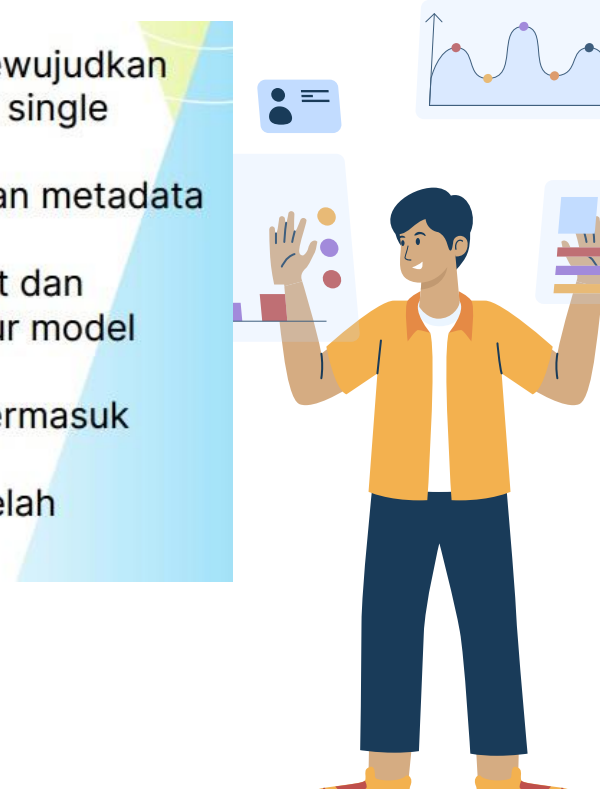 ewujudkan
single
an metadata
t dan
ur model
ermasuk
elah